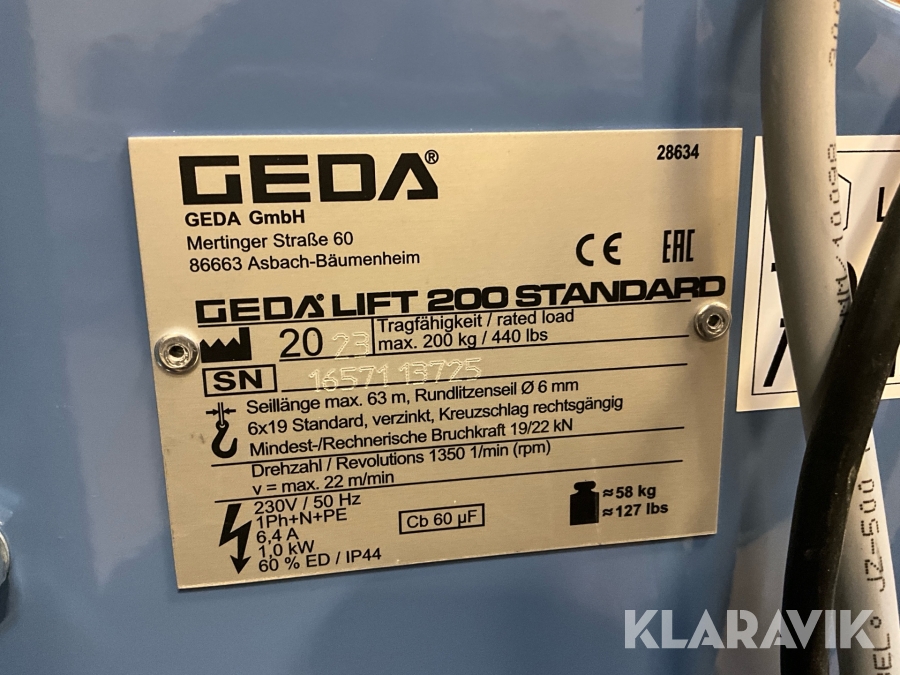 GEDA®
28634
GEDA GmbH
Mertinger Straße 60
86663 Asbach-Bäumenheim
CE EAC
GEDA® LIFT 200 STANDARD
20 23
Tragfähigkeit / rated load
max. 200 kg / 440 lbs
SN 16571 13725
Seillänge max. 63 m, Rundlitzenseil Ø 6 mm
6x19 Standard, verzinkt, Kreuzschlag rechtsgängig
Mindest-/Rechnerische Bruchkraft 19/22 kN
Drehzahl / Revolutions 1350 1/min (rpm)
v = max. 22 m/min
230V / 50 Hz
1Ph+N+PE
6,4 A
1,0 kW
60 % ED / IP44
Cb 60 µF
≈ 58 kg
≈ 127 lbs
L
JZ-500
KLARAVIK